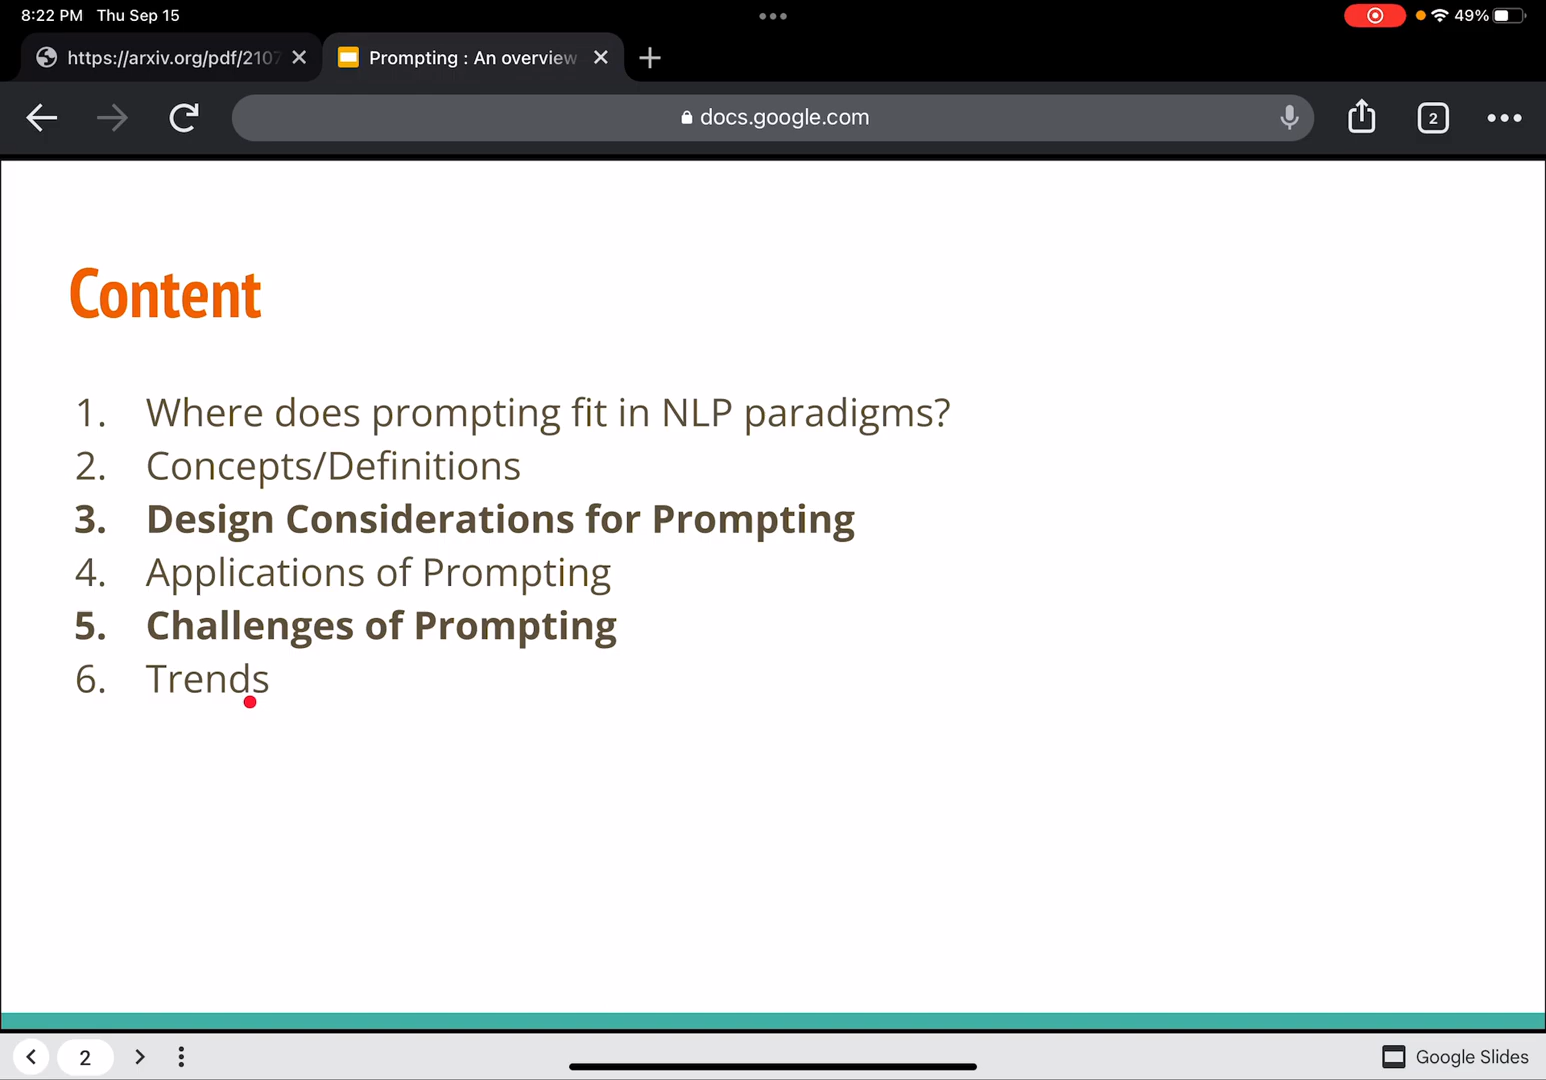 8:22 PM Thu Sep 15
49%
https://arxiv.org/pdf/2107
Prompting : An overview
docs.google.com
2
Content
1. Where does prompting fit in NLP paradigms?
2. Concepts/Definitions
3. Design Considerations for Prompting
4. Applications of Prompting
5. Challenges of Prompting
6. Trends
2
Google Slides